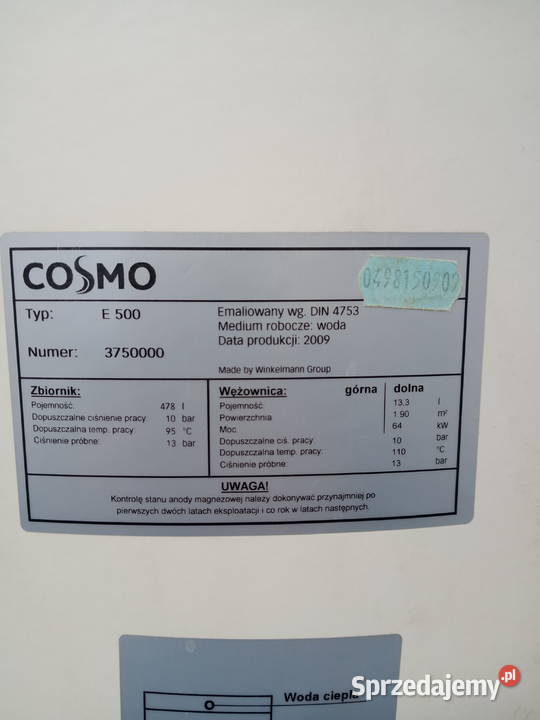 COSMO
0498150902
Typ: E 500
Numer: 3750000
Emaliowany wg. DIN 4753
Medium robocze: woda
Data produkcji: 2009
Made by Winkelmann Group
Zbiornik:
Pojemność: 478 l
Dopuszczalne ciśnienie pracy: 10 bar
Dopuszczalna temp. pracy: 95 °C
Ciśnienie próbne: 13 bar
Wężownica: górna dolna
Pojemność 13.3 l
Powierzchnia 1.90 m²
Moc 64 kW
Dopuszczalne ciś. pracy: 10 bar
Dopuszczalna temp. pracy: 110 °C
Ciśnienie próbne: 13 bar
UWAGA!
Kontrolę stanu anody magnezowej należy dokonywać przynajmniej po
pierwszych dwóch latach eksploatacji i co rok w latach następnych.
Woda ciepła
Sprzedajemy.pl